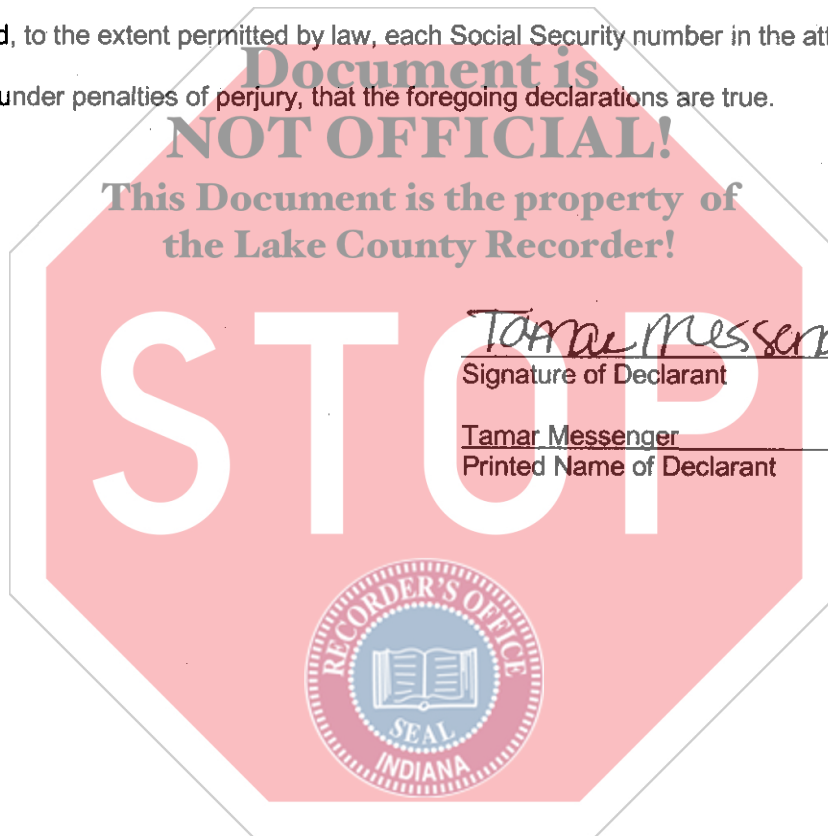 d, to the extent permitted by law, each Social Security number in the att
Document is
under penalties of perjury, that the foregoing declarations are true.
NOT OFFICIAL!
This Document is the property of
the Lake County Recorder!
STOP
Tamar Messen
Signature of Declarant
Tamar Messenger
Printed Name of Declarant
RECORDER'S OFFICE
SEAL
INDIANA